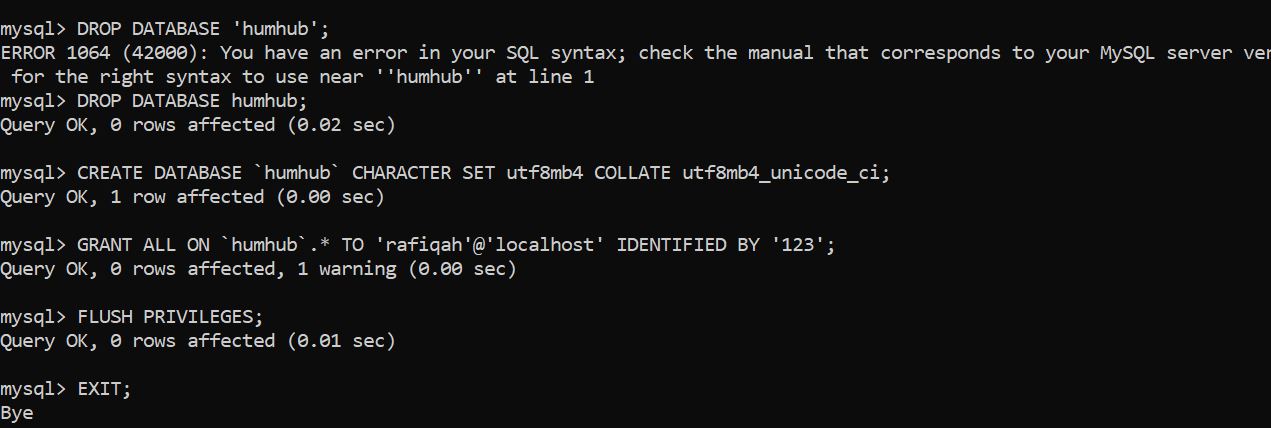 mysql> DROP DATABASE 'humhub';
ERROR 1064 (42000): You have an error in your SQL syntax; check the manual that corresponds to your MySQL server ver
 for the right syntax to use near ''humhub'' at line 1
mysql> DROP DATABASE humhub;
Query OK, 0 rows affected (0.02 sec)

mysql> CREATE DATABASE `humhub` CHARACTER SET utf8mb4 COLLATE utf8mb4_unicode_ci;
Query OK, 1 row affected (0.00 sec)

mysql> GRANT ALL ON `humhub`.* TO 'rafiqah'@'localhost' IDENTIFIED BY '123';
Query OK, 0 rows affected, 1 warning (0.00 sec)

mysql> FLUSH PRIVILEGES;
Query OK, 0 rows affected (0.01 sec)

mysql> EXIT;
Bye